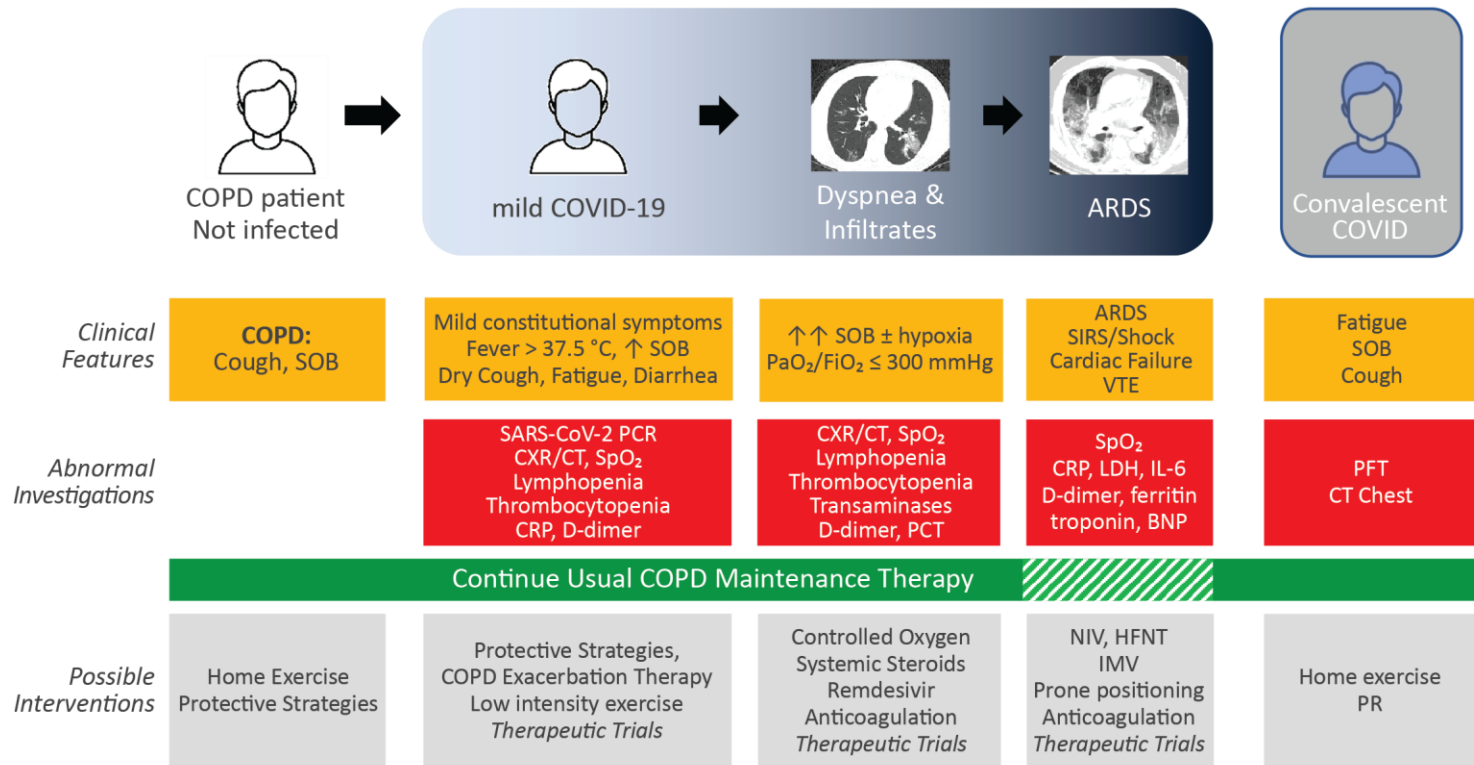 COPD patient
Not infected
mild COVID-19
Dyspnea &
Infiltrates
ARDS
Convalescent
COVID
Clinical
Features
COPD:
Cough, SOB
Mild constitutional symptoms
Fever > 37.5 °C, ↑ SOB
Dry Cough, Fatigue, Diarrhea
↑↑ SOB ± hypoxia
PaO₂/FiO₂ ≤ 300 mmHg
ARDS
SIRS/Shock
Cardiac Failure
VTE
Fatigue
SOB
Cough
Abnormal
Investigations
SARS-CoV-2 PCR
CXR/CT, SpO₂
Lymphopenia
Thrombocytopenia
CRP, D-dimer
CXR/CT, SpO₂
Lymphopenia
Thrombocytopenia
Transaminases
D-dimer, PCT
SpO₂
CRP, LDH, IL-6
D-dimer, ferritin
troponin, BNP
PFT
CT Chest
Continue Usual COPD Maintenance Therapy
Possible
Interventions
Home Exercise
Protective Strategies
Protective Strategies,
COPD Exacerbation Therapy
Low intensity exercise
Therapeutic Trials
Controlled Oxygen
Systemic Steroids
Remdesivir
Anticoagulation
Therapeutic Trials
NIV, HFNT
IMV
Prone positioning
Anticoagulation
Therapeutic Trials
Home exercise
PR